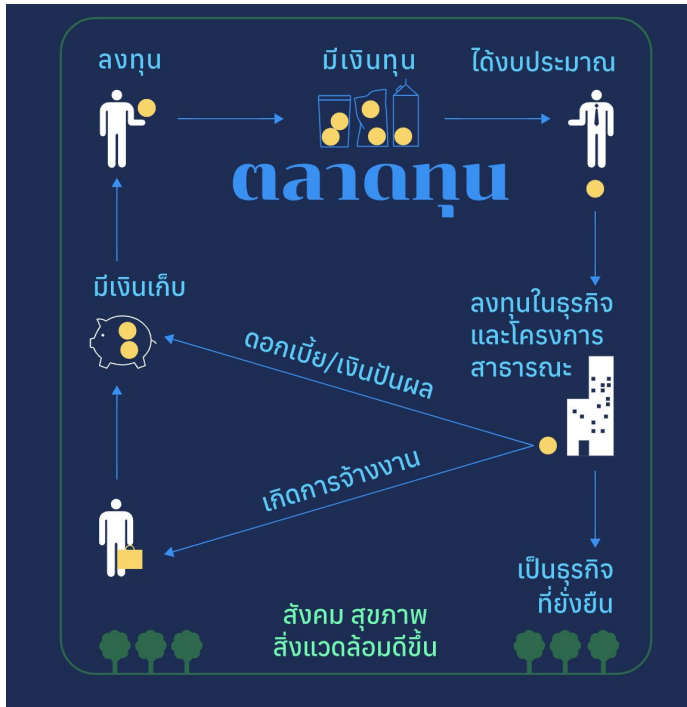 ลงทุน
มีเงินทุน
ได้งบประมาณ
ตลาดทุน
มีเงินเก็บ
ลงทุนในธุรกิจ
และโครงการ
สาธารณะ
ดอกเบี้ย/เงินปันผล
เกิดการจ้างงาน
เป็นธุรกิจ
ที่ยั่งยืน
สังคม สุขภาพ
สิ่งแวดล้อมดีขึ้น